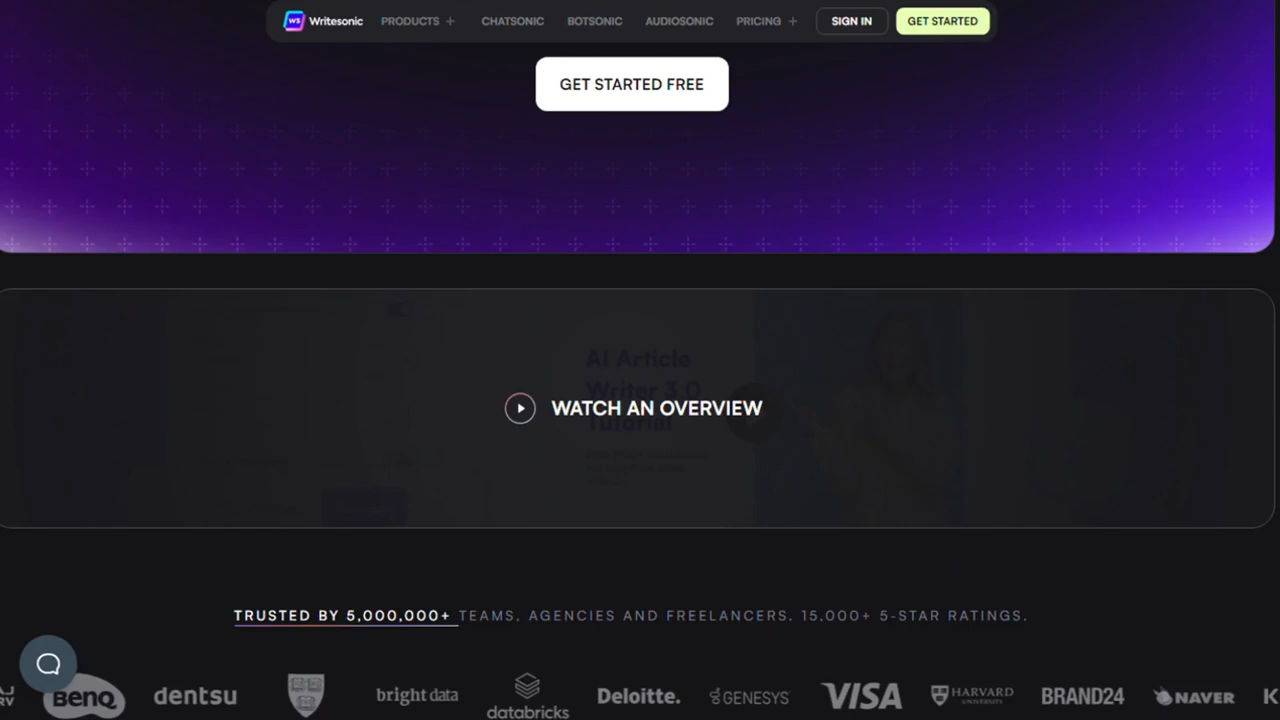 WS Writesonic PRODUCTS + CHATSONIC BOTSONIC AUDIOSONIC PRICING + SIGN IN GET STARTED
GET STARTED FREE
AI Article
Writer 3.0
Tutorial
WATCH AN OVERVIEW
TRUSTED BY 5,000,000+ TEAMS, AGENCIES AND FREELANCERS. 15,000+ 5-STAR RATINGS.
BenQ dentsu bright data databricks Deloitte. GENESYS VISA HARVARD UNIVERSITY BRAND24 NAVER K